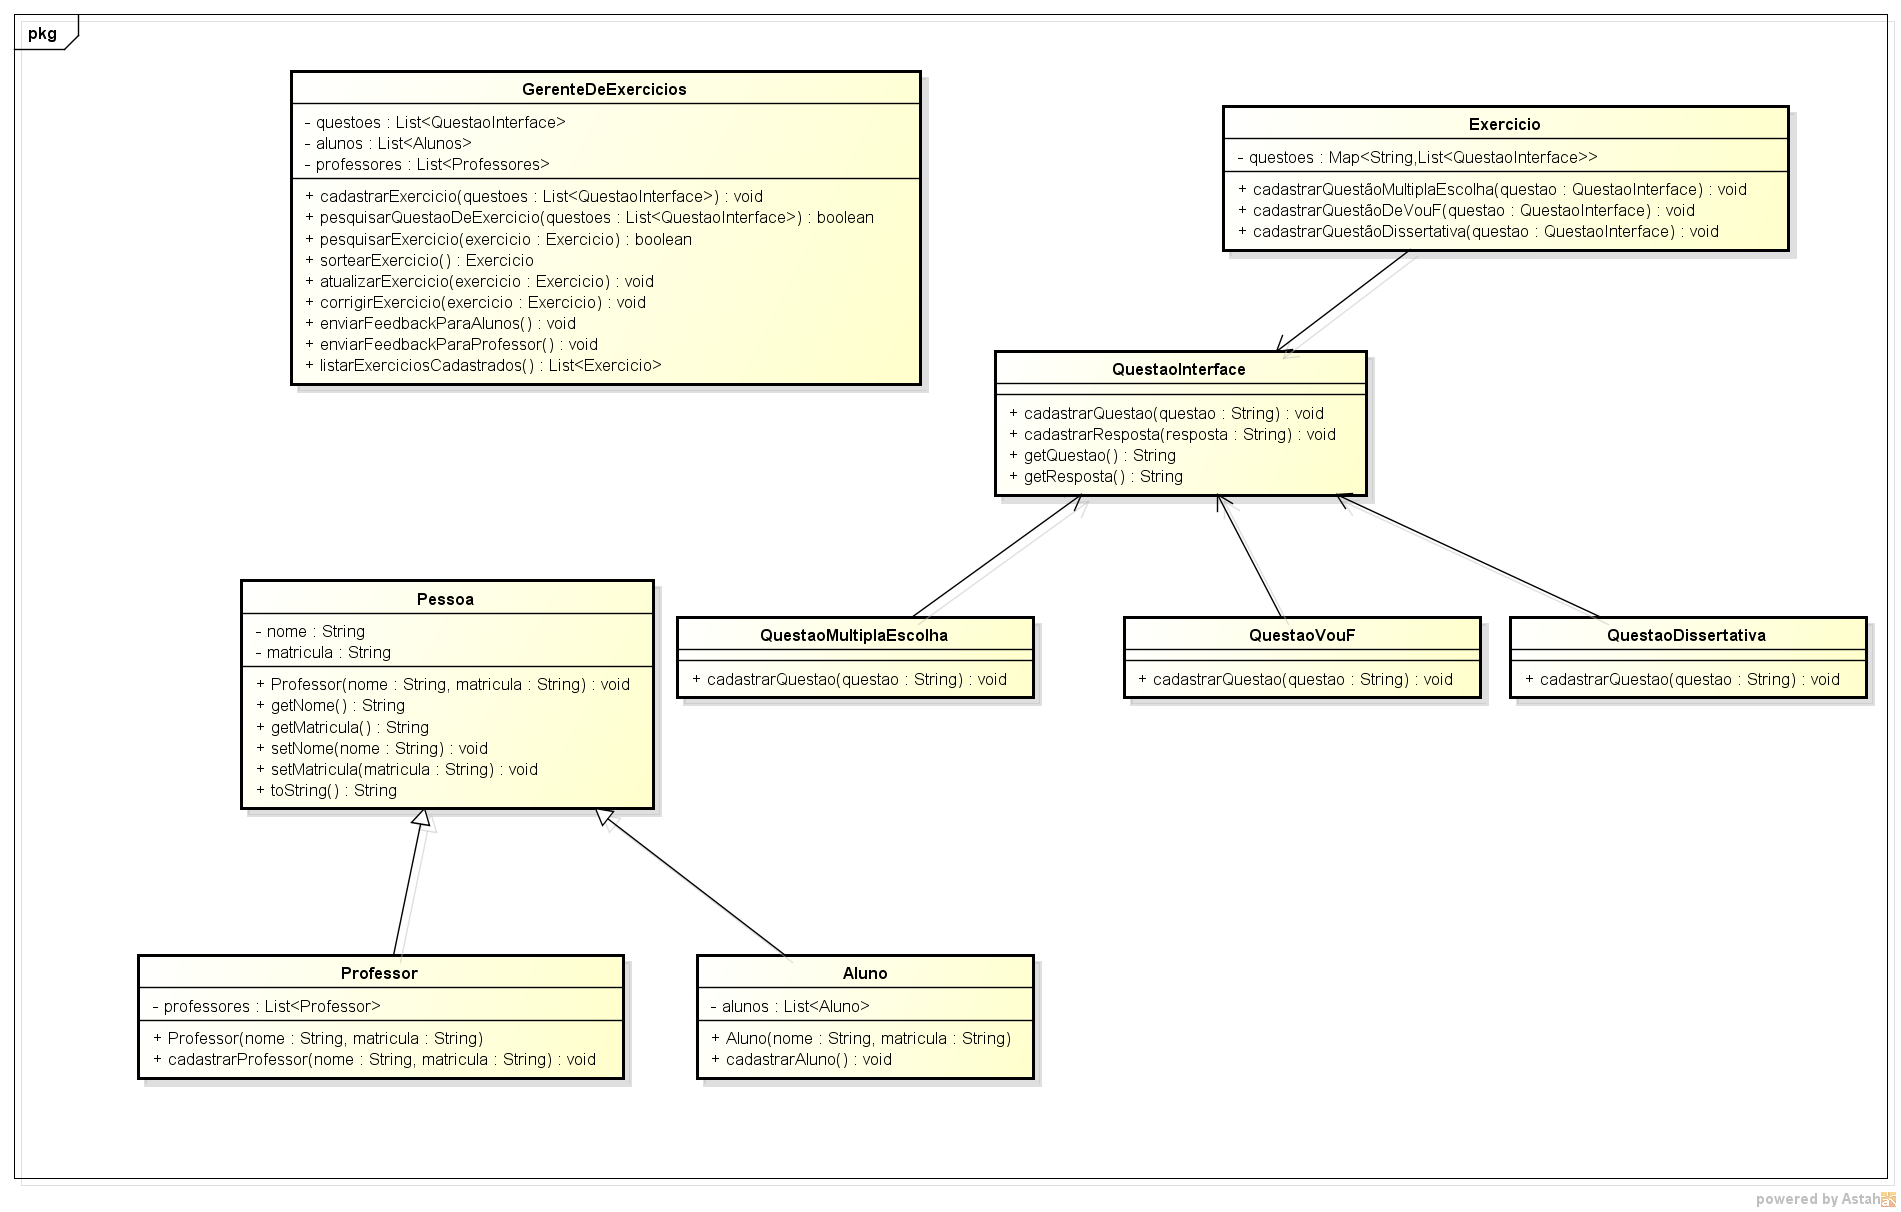 pkg
GerenteDeExercicios
- questoes : List<QuestaoInterface>
- alunos : List<Alunos>
- professores : List<Professores>
+ cadastrarExercicio(questoes : List<QuestaoInterface>) : void
+ pesquisarQuestaoDeExercicio(questoes : List<QuestaoInterface>) : boolean
+ pesquisarExercicio(exercicio : Exercicio) : boolean
+ sortearExercicio() : Exercicio
+ atualizarExercicio(exercicio : Exercicio) : void
+ corrigirExercicio(exercicio : Exercicio) : void
+ enviarFeedbackParaAlunos() : void
+ enviarFeedbackParaProfessor() : void
+ listarExerciciosCadastrados() : List<Exercicio>
Exercicio
- questoes : Map<String,List<QuestaoInterface>>
+ cadastrarQuestãoMultiplaEscolha(questao : QuestaoInterface) : void
+ cadastrarQuestãoDeVouF(questao : QuestaoInterface) : void
+ cadastrarQuestãoDissertativa(questao : QuestaoInterface) : void
QuestaoInterface
+ cadastrarQuestao(questao : String) : void
+ cadastrarResposta(resposta : String) : void
+ getQuestao() : String
+ getResposta() : String
Pessoa
- nome : String
- matricula : String
+ Professor(nome : String, matricula : String) : void
+ getNome() : String
+ getMatricula() : String
+ setNome(nome : String) : void
+ setMatricula(matricula : String) : void
+ toString() : String
QuestaoMultiplaEscolha
+ cadastrarQuestao(questao : String) : void
QuestaoVouF
+ cadastrarQuestao(questao : String) : void
QuestaoDissertativa
+ cadastrarQuestao(questao : String) : void
Professor
- professores : List<Professor>
+ Professor(nome : String, matricula : String)
+ cadastrarProfessor(nome : String, matricula : String) : void
Aluno
- alunos : List<Aluno>
+ Aluno(nome : String, matricula : String)
+ cadastrarAluno() : void
powered by Astah